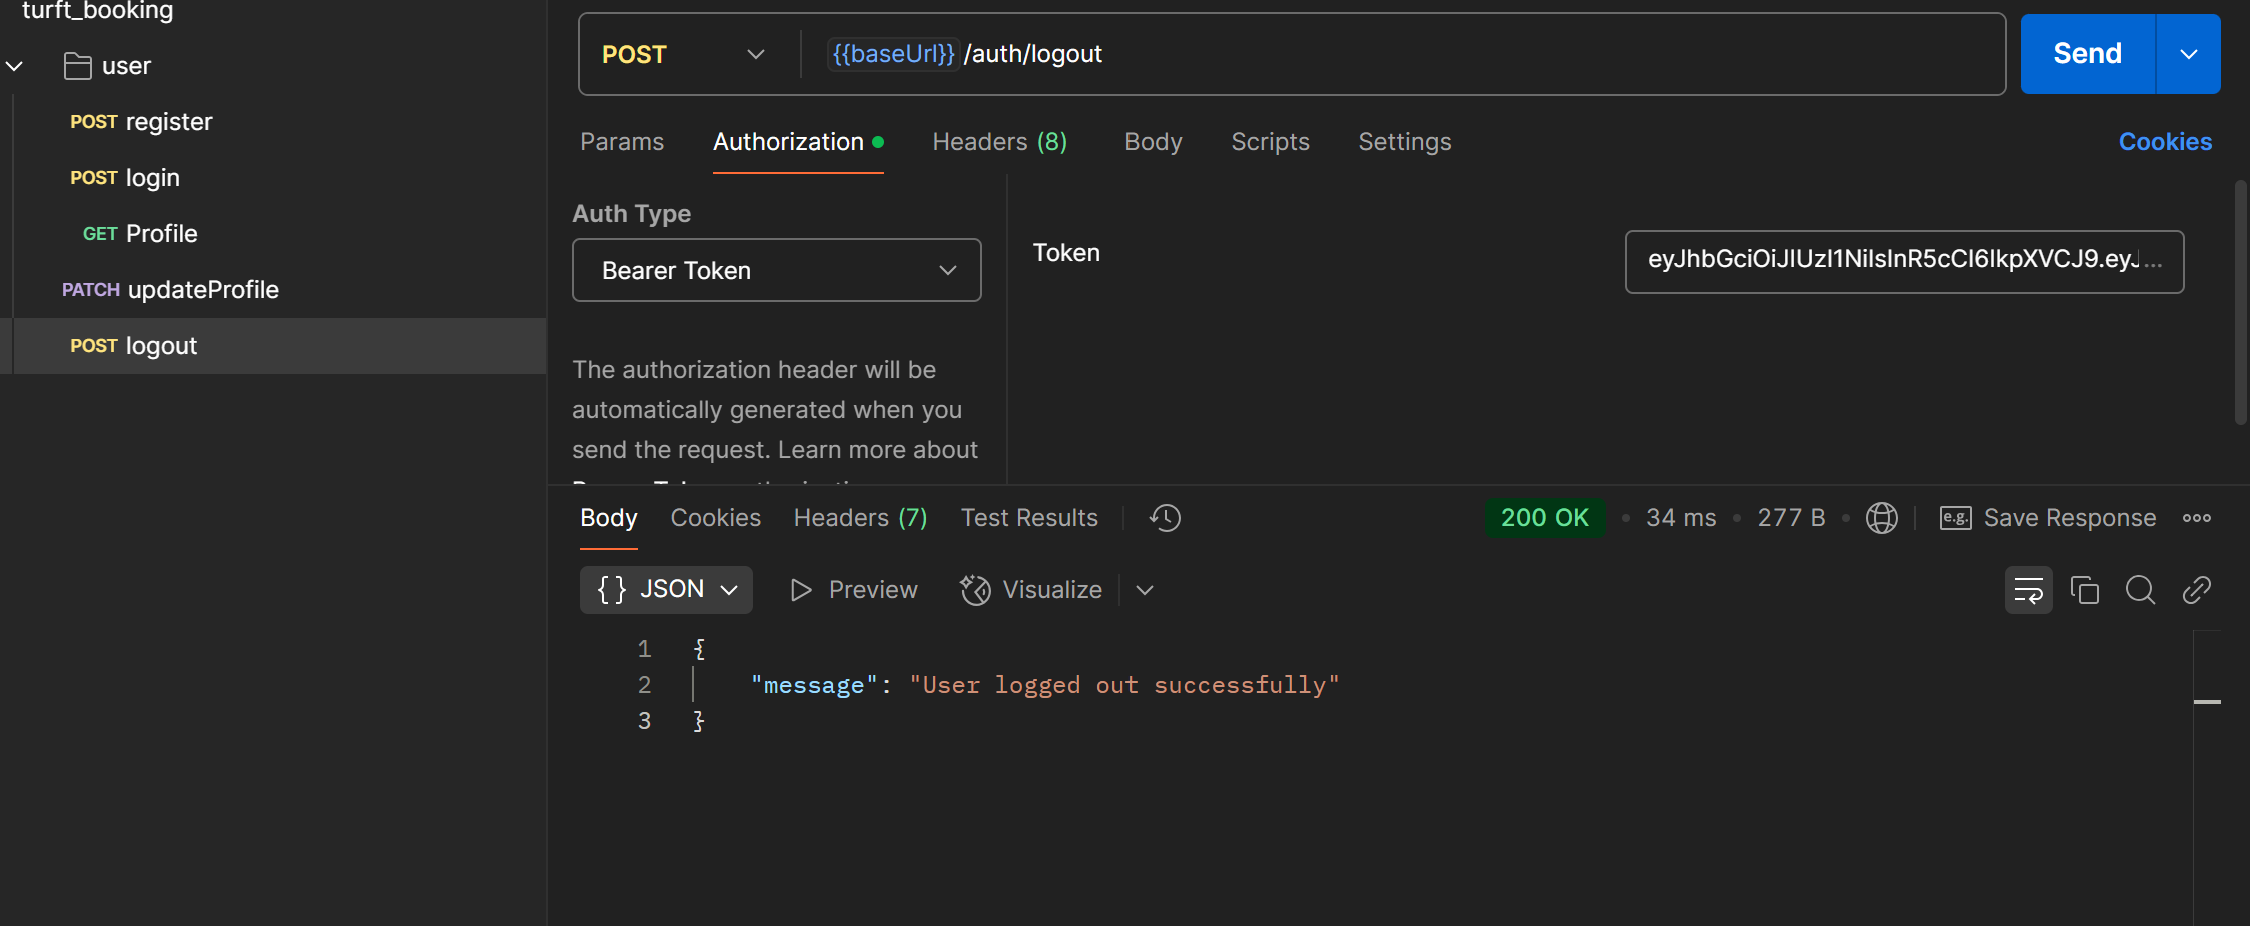 turft_booking
user
POST register
POST login
GET Profile
PATCH updateProfile
POST logout
POST {{baseUrl}} /auth/logout
Send
Params Authorization Headers (8) Body Scripts Settings Cookies
Auth Type
Bearer Token
Token
eyJhbGciOiJIUzI1NiIsInR5cCI6IkpXVCJ9.eyJ...
The authorization header will be
automatically generated when you
send the request. Learn more about
Body Cookies Headers (7) Test Results 200 OK • 34 ms • 277 B • e.g. Save Response
{} JSON Preview Visualize
1 {
2 "message": "User logged out successfully"
3 }